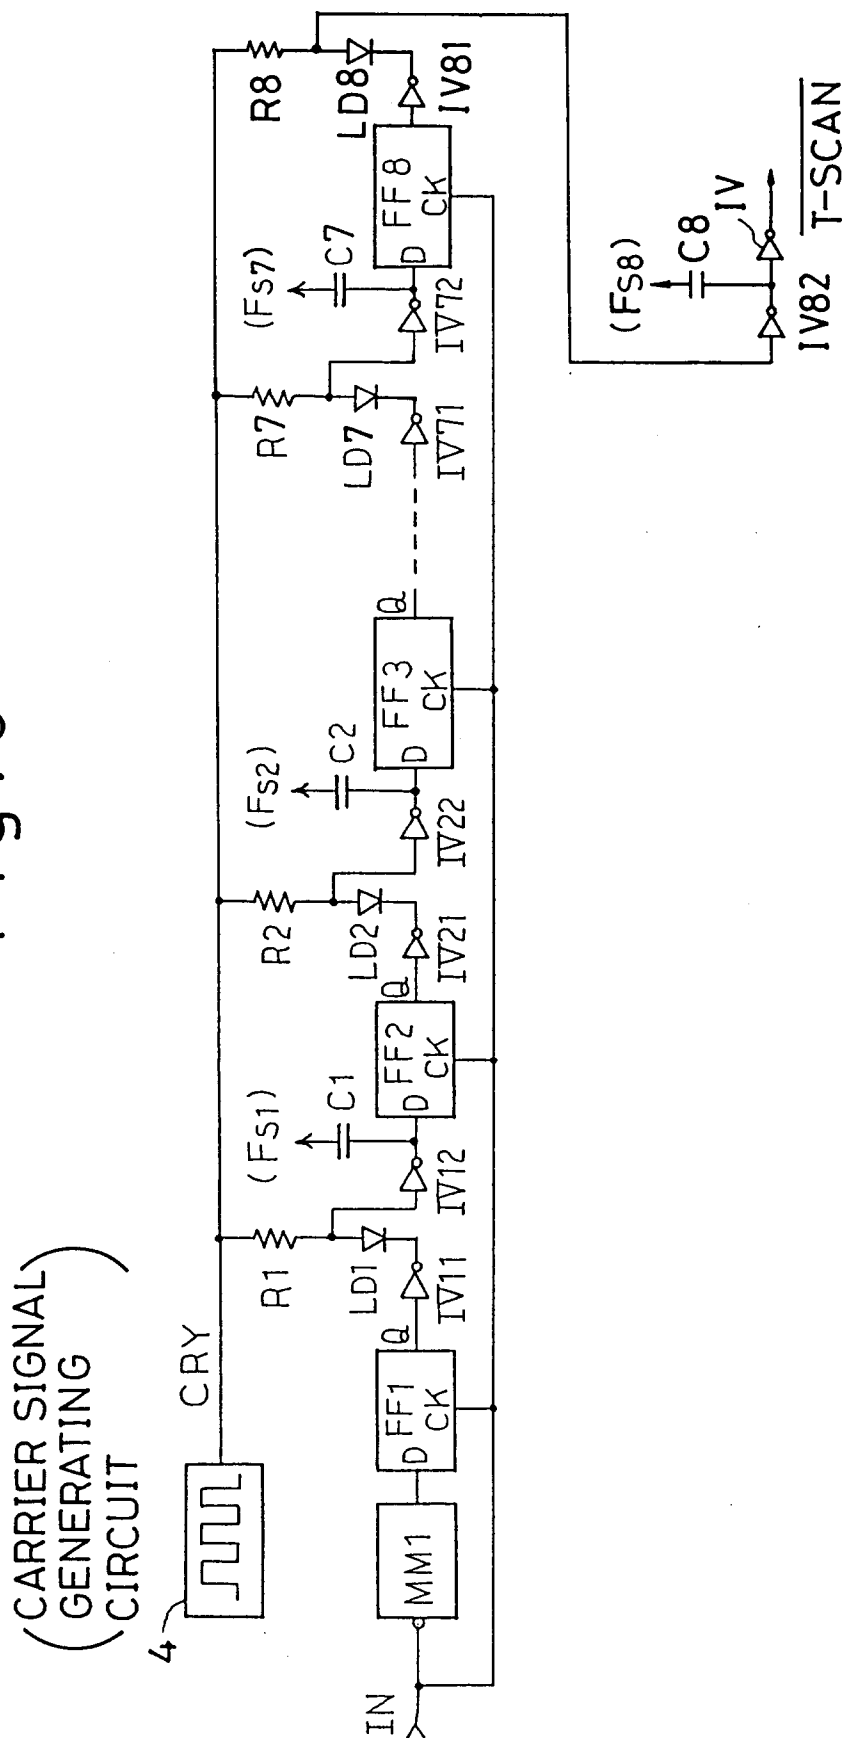 (CARRIER SIGNAL
GENERATING
CIRCUIT)
4
CRY
IN
MM1
D FF1 CK Q
IV11
LD1
R1
IV12
(Fs1)
C1
D FF2 CK Q
IV21
LD2
R2
IV22
(Fs2)
C2
D FF3 CK Q
IV71
LD7
R7
IV72
(Fs7)
C7
D FF8 CK
IV81
LD8
R8
IV82
(Fs8)
C8
IV
T-SCAN